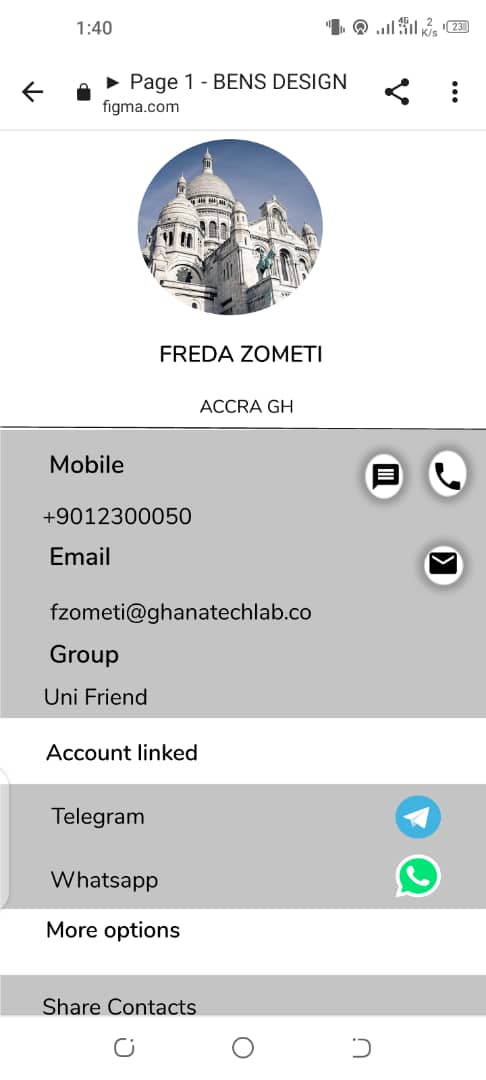 1:40
4G
2
K/s
23
► Page 1 - BENS DESIGN
figma.com
FREDA ZOMETI
ACCRA GH
Mobile
+9012300050
Email
fzometi@ghanatechlab.co
Group
Uni Friend
Account linked
Telegram
Whatsapp
More options
Share Contacts